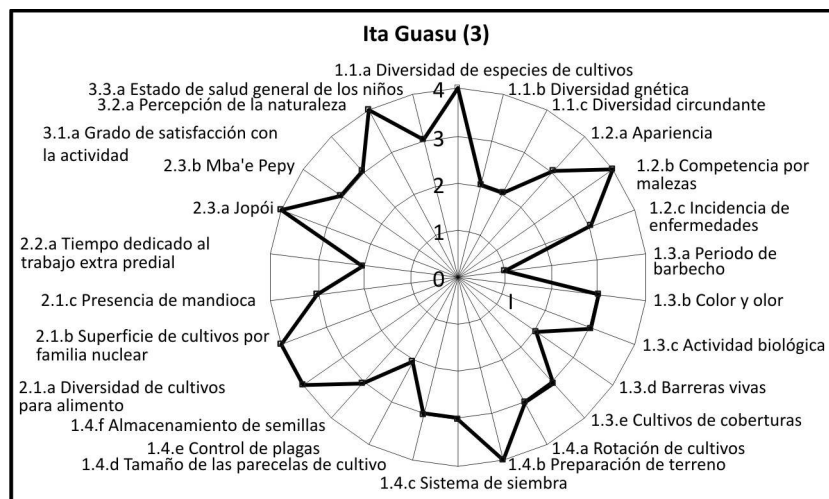 Ita Guasu (3)
1.1.a Diversidad de especies de cultivos
3.3.a Estado de salud general de los niños
1.1.b Diversidad gnética
3.2.a Percepción de la naturaleza
1.1.c Diversidad circundante
3.1.a Grado de satisfacción con
la actividad
1.2.a Apariencia
2.3.b Mba'e Pepy
1.2.b Competencia por
malezas
2.3.a Jopói
1.2.c Incidencia de
enfermedades
2.2.a Tiempo dedicado al
trabajo extra predial
1.3.a Periodo de
barbecho
2.1.c Presencia de mandioca
1.3.b Color y olor
2.1.b Superficie de cultivos por
familia nuclear
1.3.c Actividad biológica
2.1.a Diversidad de cultivos
para alimento
1.3.d Barreras vivas
1.4.f Almacenamiento de semillas
1.3.e Cultivos de coberturas
1.4.e Control de plagas
1.4.a Rotación de cultivos
1.4.d Tamaño de las parecelas de cultivo
1.4.b Preparación de terreno
1.4.c Sistema de siembra
4
3
2
1
0
I